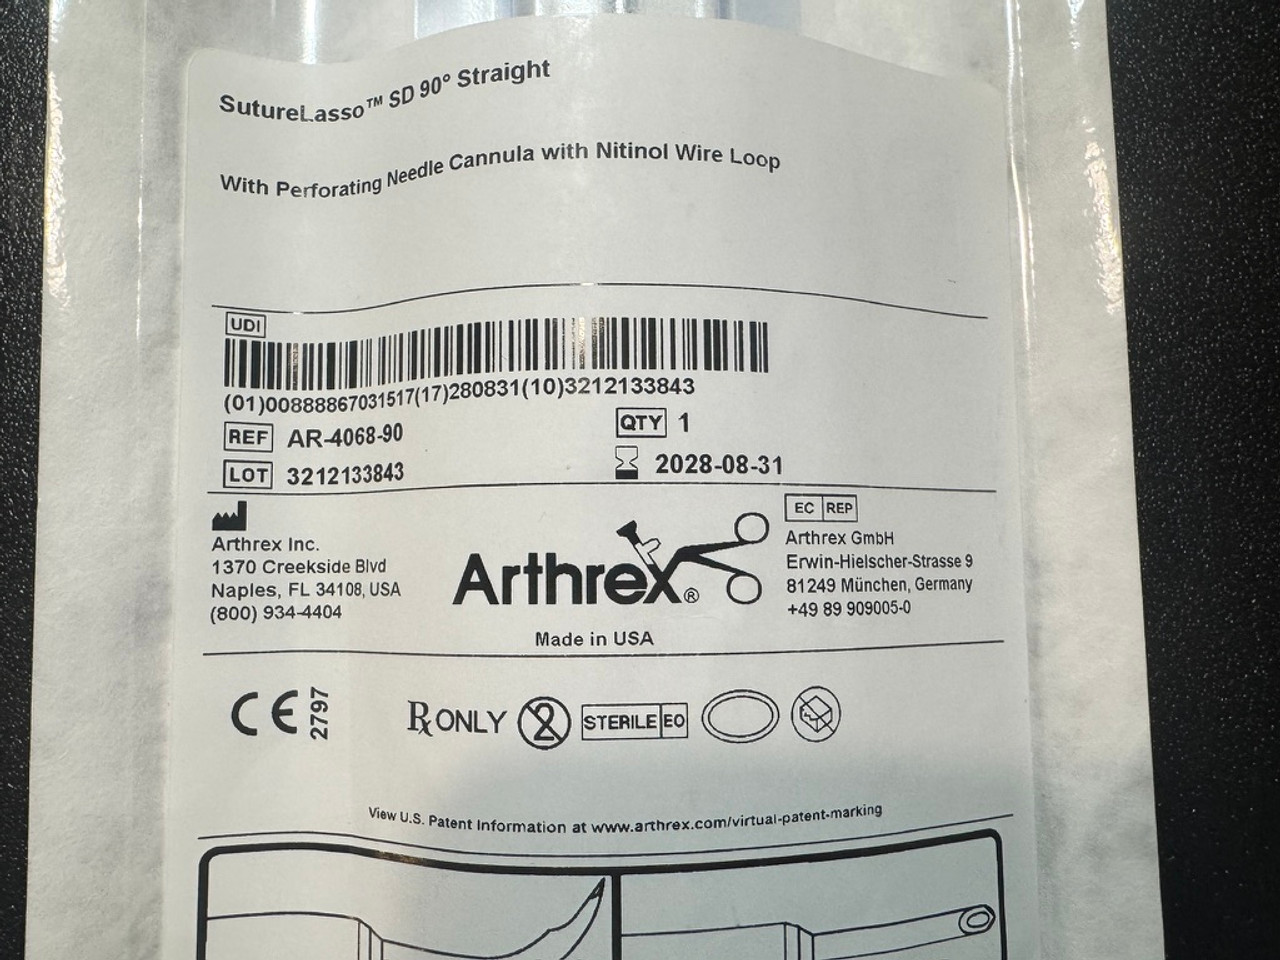 SutureLasso™ SD 90° Straight
With Perforating Needle Cannula with Nitinol Wire Loop
UDI
(01)00888867031517(17)280831(10)3212133843
REF AR-4068-90
QTY 1
LOT 3212133843
2028-08-31
Arthrex Inc.
1370 Creekside Blvd
Naples, FL 34108, USA
(800) 934-4404
Arthrex®
Made in USA
EC REP
Arthrex GmbH
Erwin-Hielscher-Strasse 9
81249 München, Germany
+49 89 909005-0
CE 2797
Rx ONLY
2
STERILE EO
View U.S. Patent Information at www.arthrex.com/virtual-patent-marking